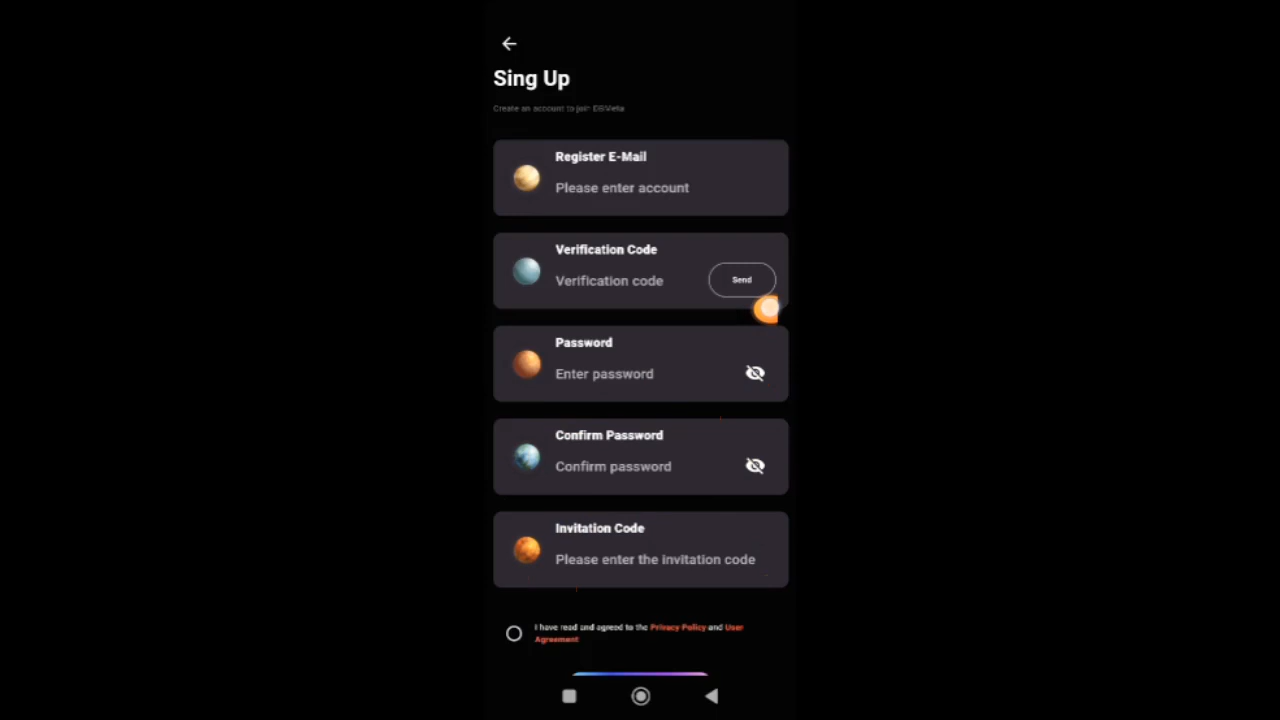 Sing Up
Create an account to join
Register E-Mail
Please enter account
Verification Code
Verification code
Send
Password
Enter password
Confirm Password
Confirm password
Invitation Code
Please enter the invitation code
I have read and agreed to the Privacy Policy and User
Agreement